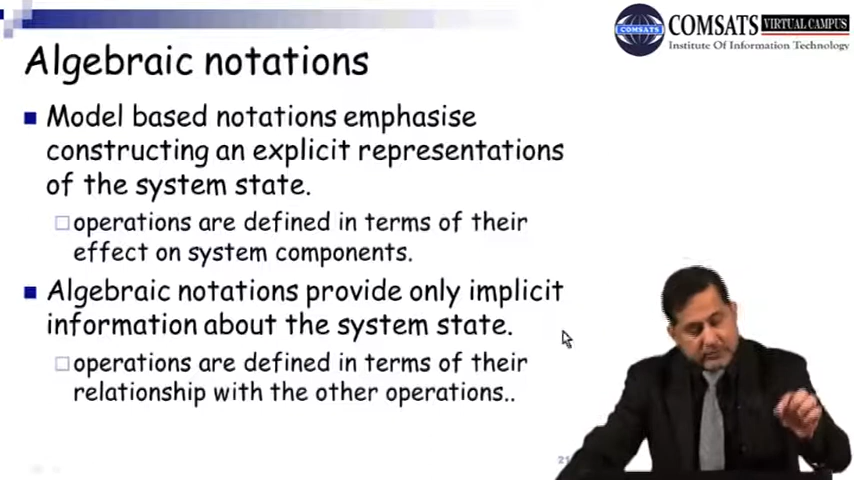 COMSATS VIRTUAL CAMPUS
COMSATS
Institute Of Information Technology
Algebraic notations
Model based notations emphasise
constructing an explicit representations
of the system state.
operations are defined in terms of their
effect on system components.
Algebraic notations provide only implicit
information about the system state.
operations are defined in terms of their
relationship with the other operations..
21